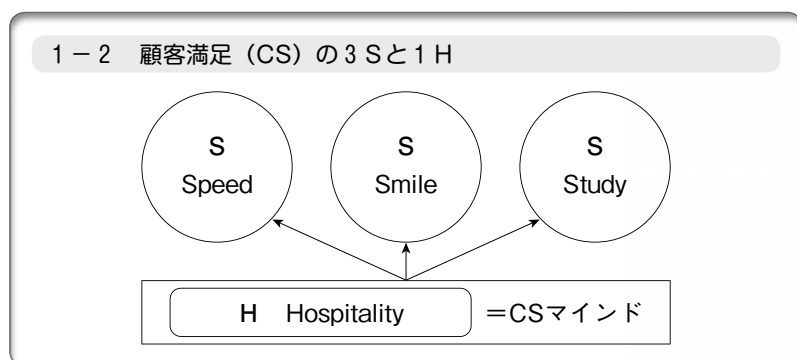 1－2　顧客満足（CS）の３Sと１H
S
Speed
S
Smile
S
Study
H　Hospitality
＝CSマインド